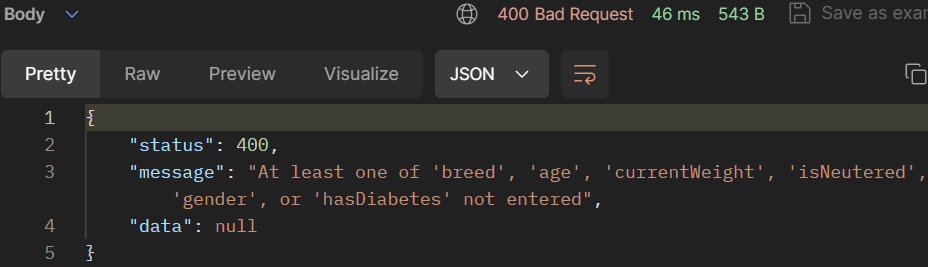 Body 400 Bad Request 46 ms 543 B Save as exar
Pretty Raw Preview Visualize JSON
1 {
2 "status": 400,
3 "message": "At least one of 'breed', 'age', 'currentWeight', 'isNeutered',
'gender', or 'hasDiabetes' not entered",
4 "data": null
5 }